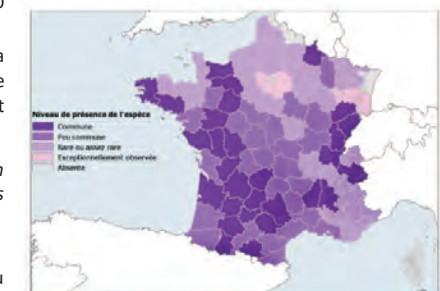 a
e
t
n
s
Niveau de présence de l'espèce
Commune
Peu commune
Rare ou assez rare
Exceptionnellement observée
Absente
u